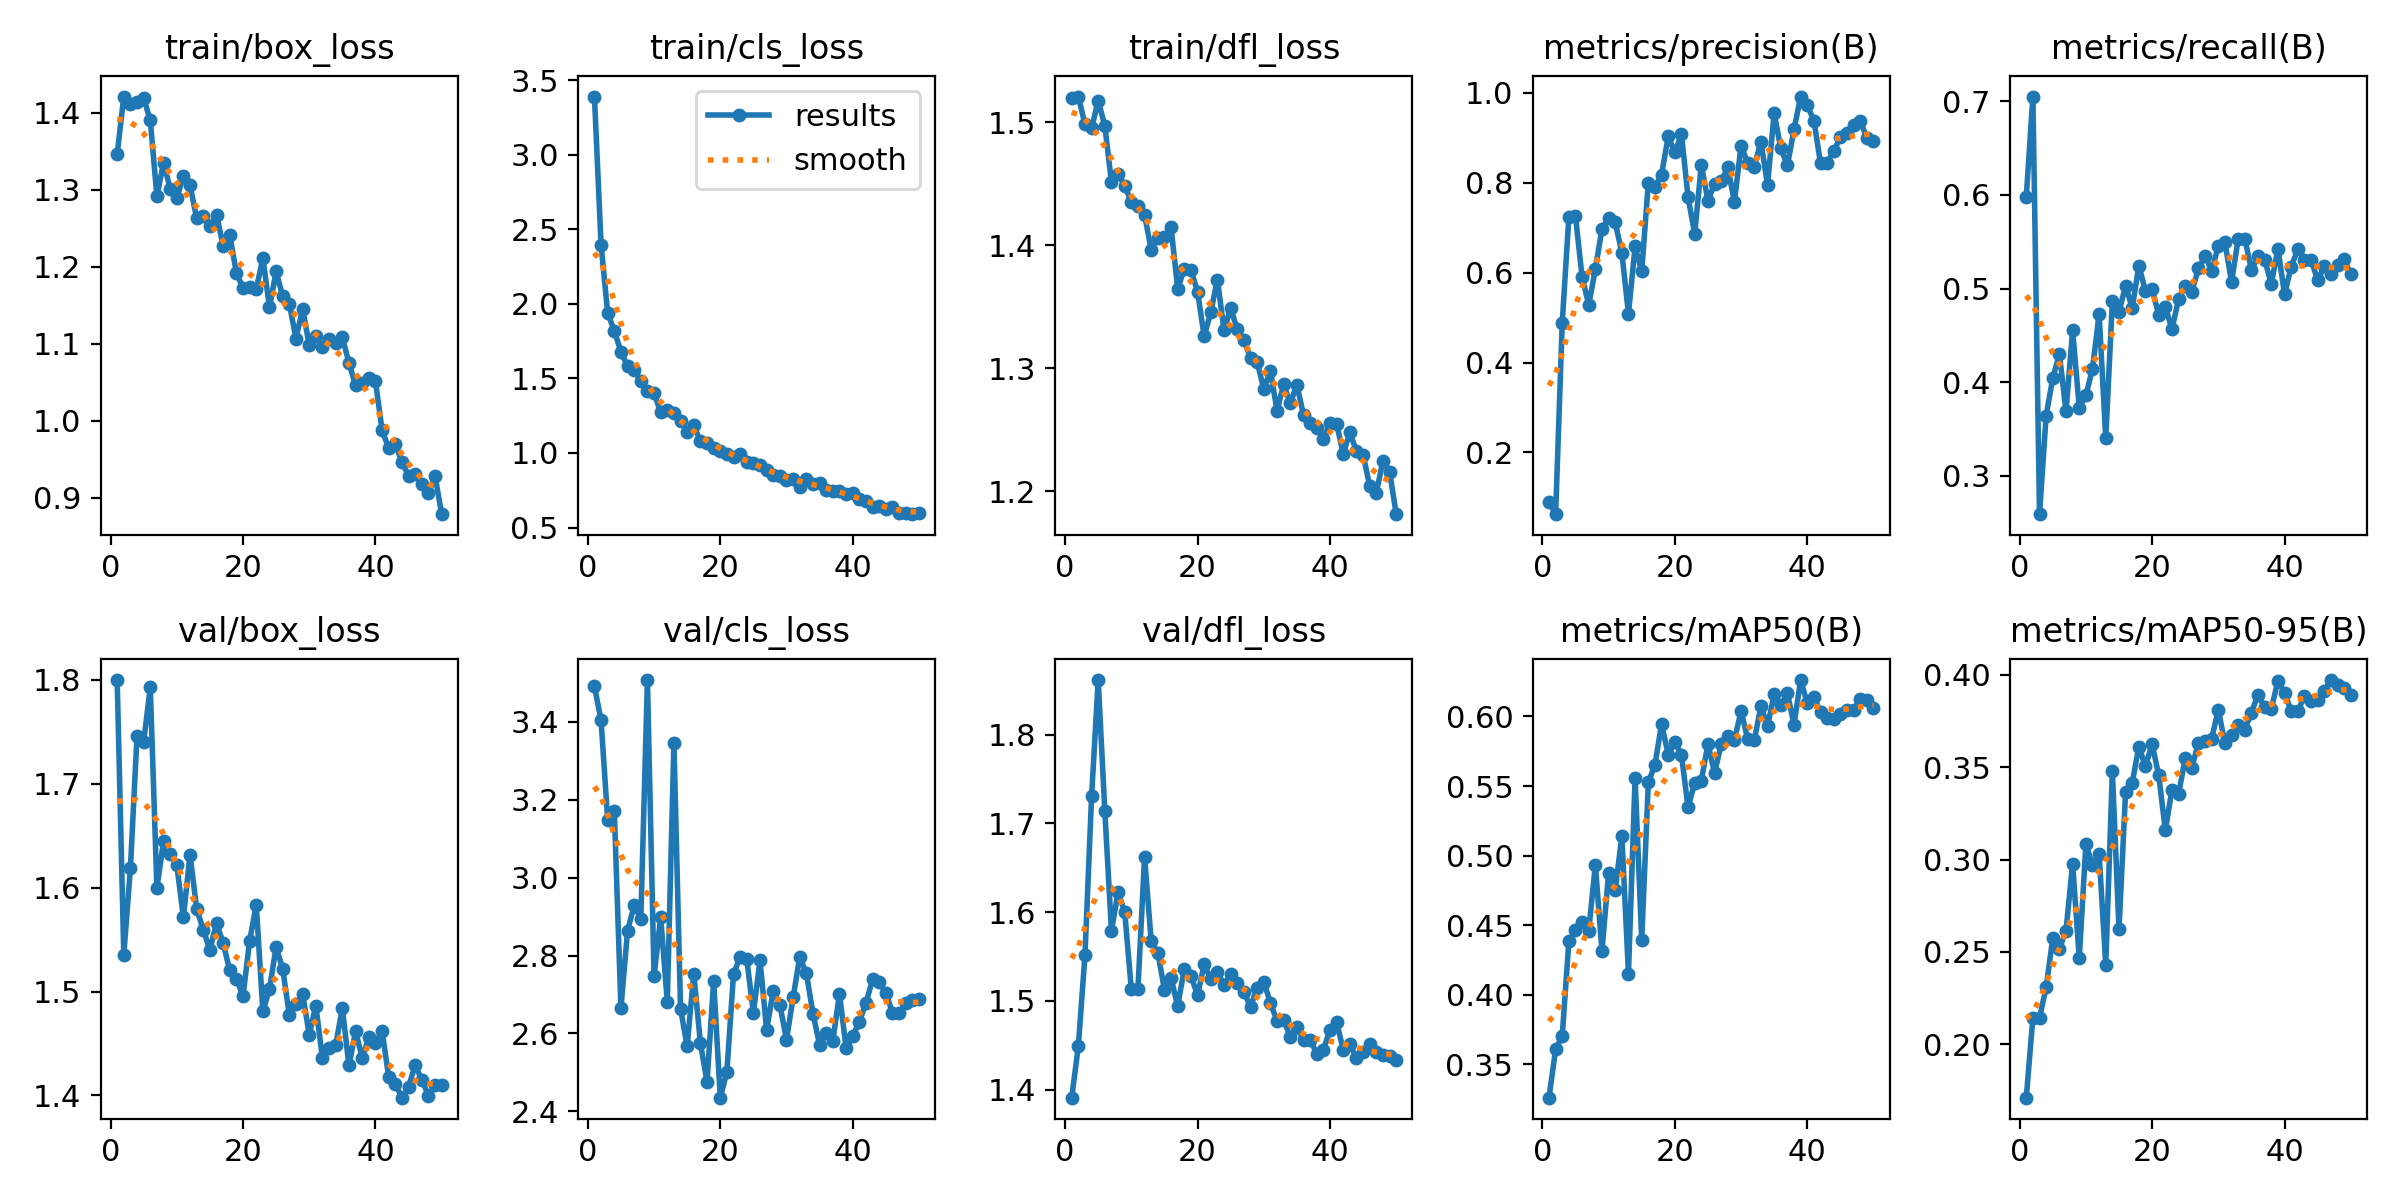 train/box_loss
train/cls_loss
train/dfl_loss
metrics/precision(B)
metrics/recall(B)
1.4
1.3
1.2
1.1
1.0
0.9
0 20 40
3.5
3.0
2.5
2.0
1.5
1.0
0.5
0 20 40
results
smooth
1.5
1.4
1.3
1.2
0 20 40
1.0
0.8
0.6
0.4
0.2
0 20 40
0.7
0.6
0.5
0.4
0.3
0 20 40
val/box_loss
val/cls_loss
val/dfl_loss
metrics/mAP50(B)
metrics/mAP50-95(B)
1.8
1.7
1.6
1.5
1.4
0 20 40
3.4
3.2
3.0
2.8
2.6
2.4
0 20 40
1.8
1.7
1.6
1.5
1.4
0 20 40
0.60
0.55
0.50
0.45
0.40
0.35
0 20 40
0.40
0.35
0.30
0.25
0.20
0 20 40